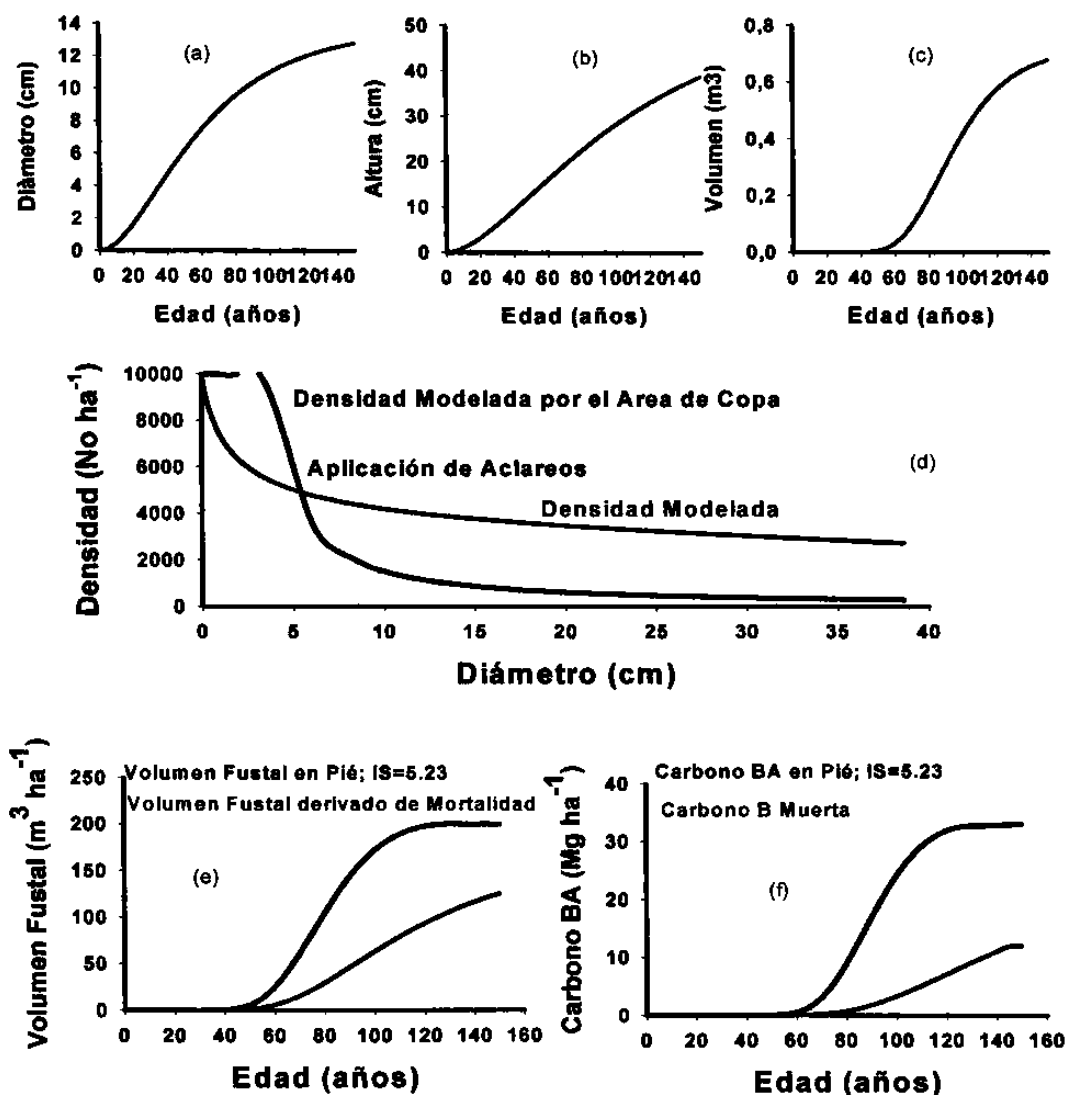 14
12
10
8
6
4
2
0
Diàmetro (cm)
(a)
0 20 40 60 80 100120140
Edad (años)
50
40
30
20
10
0
Altura (cm)
(b)
0 20 40 60 80 100120140
Edad (años)
0,8
0,6
0,4
0,2
0,0
Volumen (m3)
(c)
0 20 40 60 80 100120140
Edad (años)
10000
8000
6000
4000
2000
0
Densidad (No ha-1)
Densidad Modelada por el Area de Copa
Aplicación de Aclareos
Densidad Modelada
(d)
0 5 10 15 20 25 30 35 40
Diámetro (cm)
Volumen Fustal en Pié; IS=5.23
Volumen Fustal derivado de Mortalidad
250
200
150
100
50
0
Volumen Fustal (m3 ha-1)
(e)
0 20 40 60 80 100 120 140 160
Edad (años)
Carbono BA en Pié; IS=5.23
Carbono B Muerta
40
30
20
10
0
Carbono BA (Mg ha-1)
(f)
0 20 40 60 80 100 120 140 160
Edad (años)